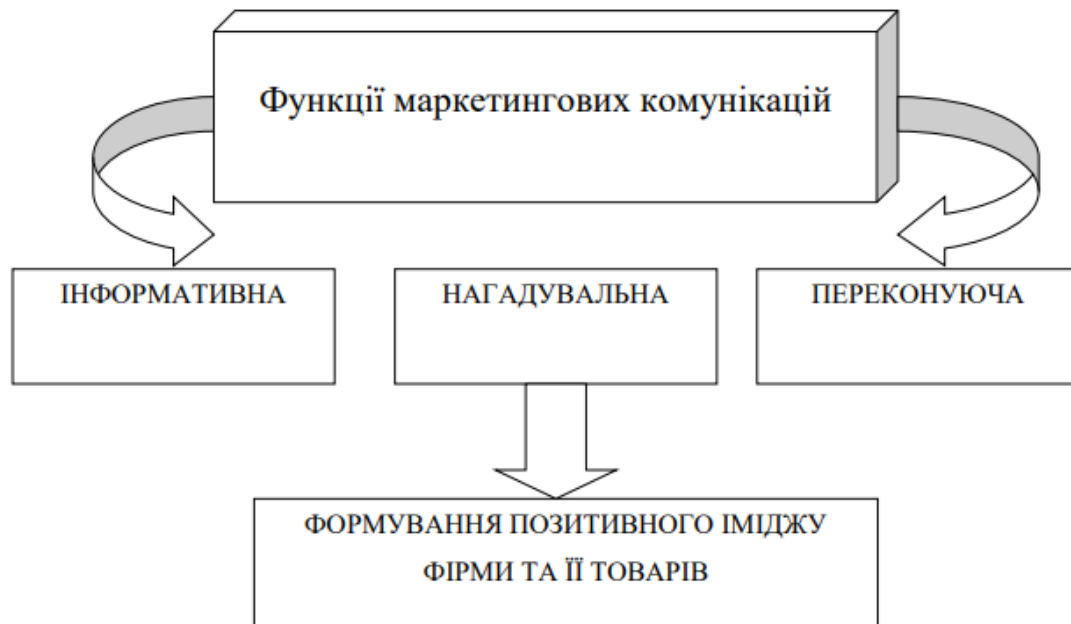 Функції маркетингових комунікацій
ІНФОРМАТИВНА
НАГАДУВАЛЬНА
ПЕРЕКОНУЮЧА
ФОРМУВАННЯ ПОЗИТИВНОГО ІМІДЖУ
ФІРМИ ТА ЇЇ ТОВАРІВ